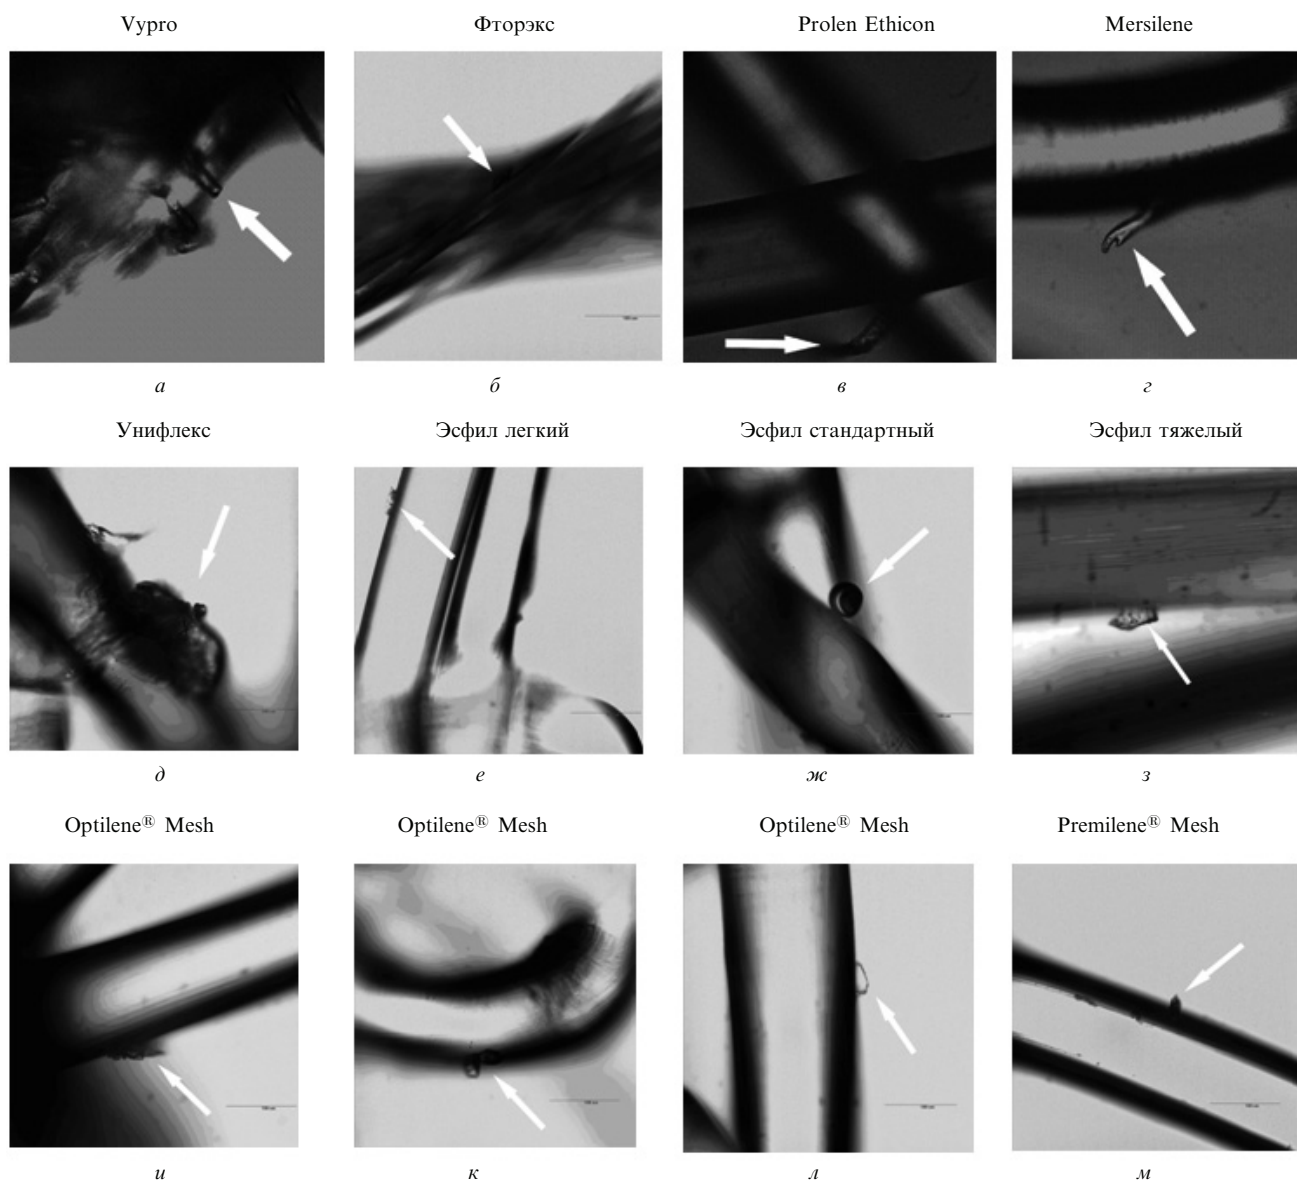 Vypro Фторэкс Prolen Ethicon Mersilene
а б в г
Унифлекс Эсфил легкий Эсфил стандартный Эсфил тяжелый
д е ж з
Optilene® Mesh Optilene® Mesh Optilene® Mesh Premilene® Mesh
и к л м